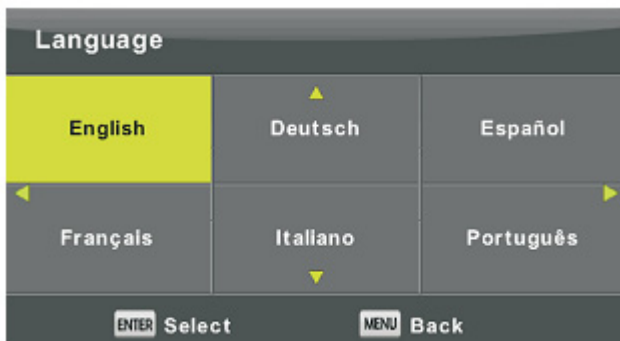 Language
English Deutsch Español
Français Italiano Português
ENTER Select MENU Back